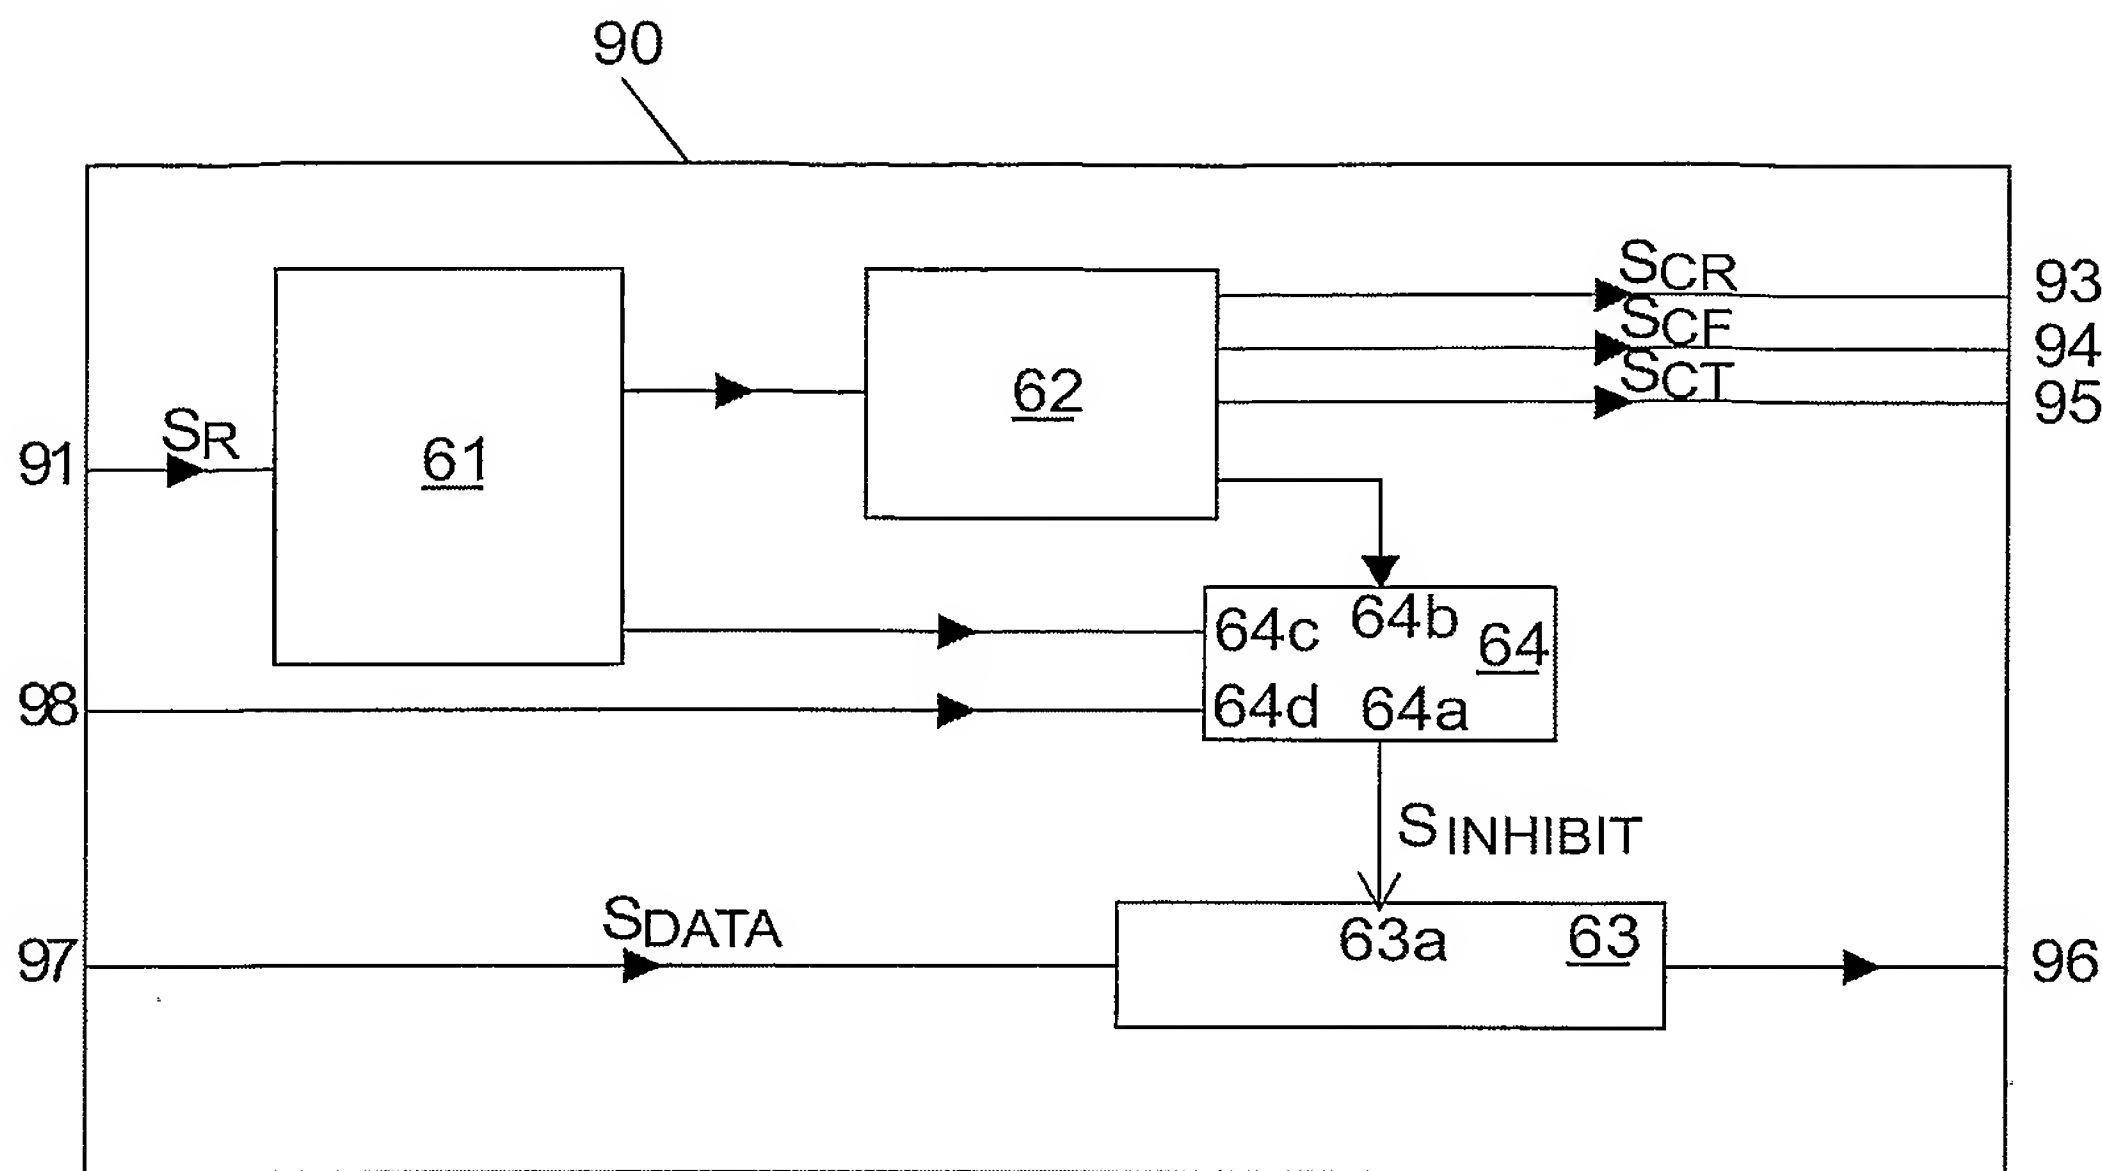 90
SCR
93
SCF
94
SCT
95
62
SR
91
61
64b
64c
64
98
64d
64a
SINHIBIT
SDATA
63a
63
97
96